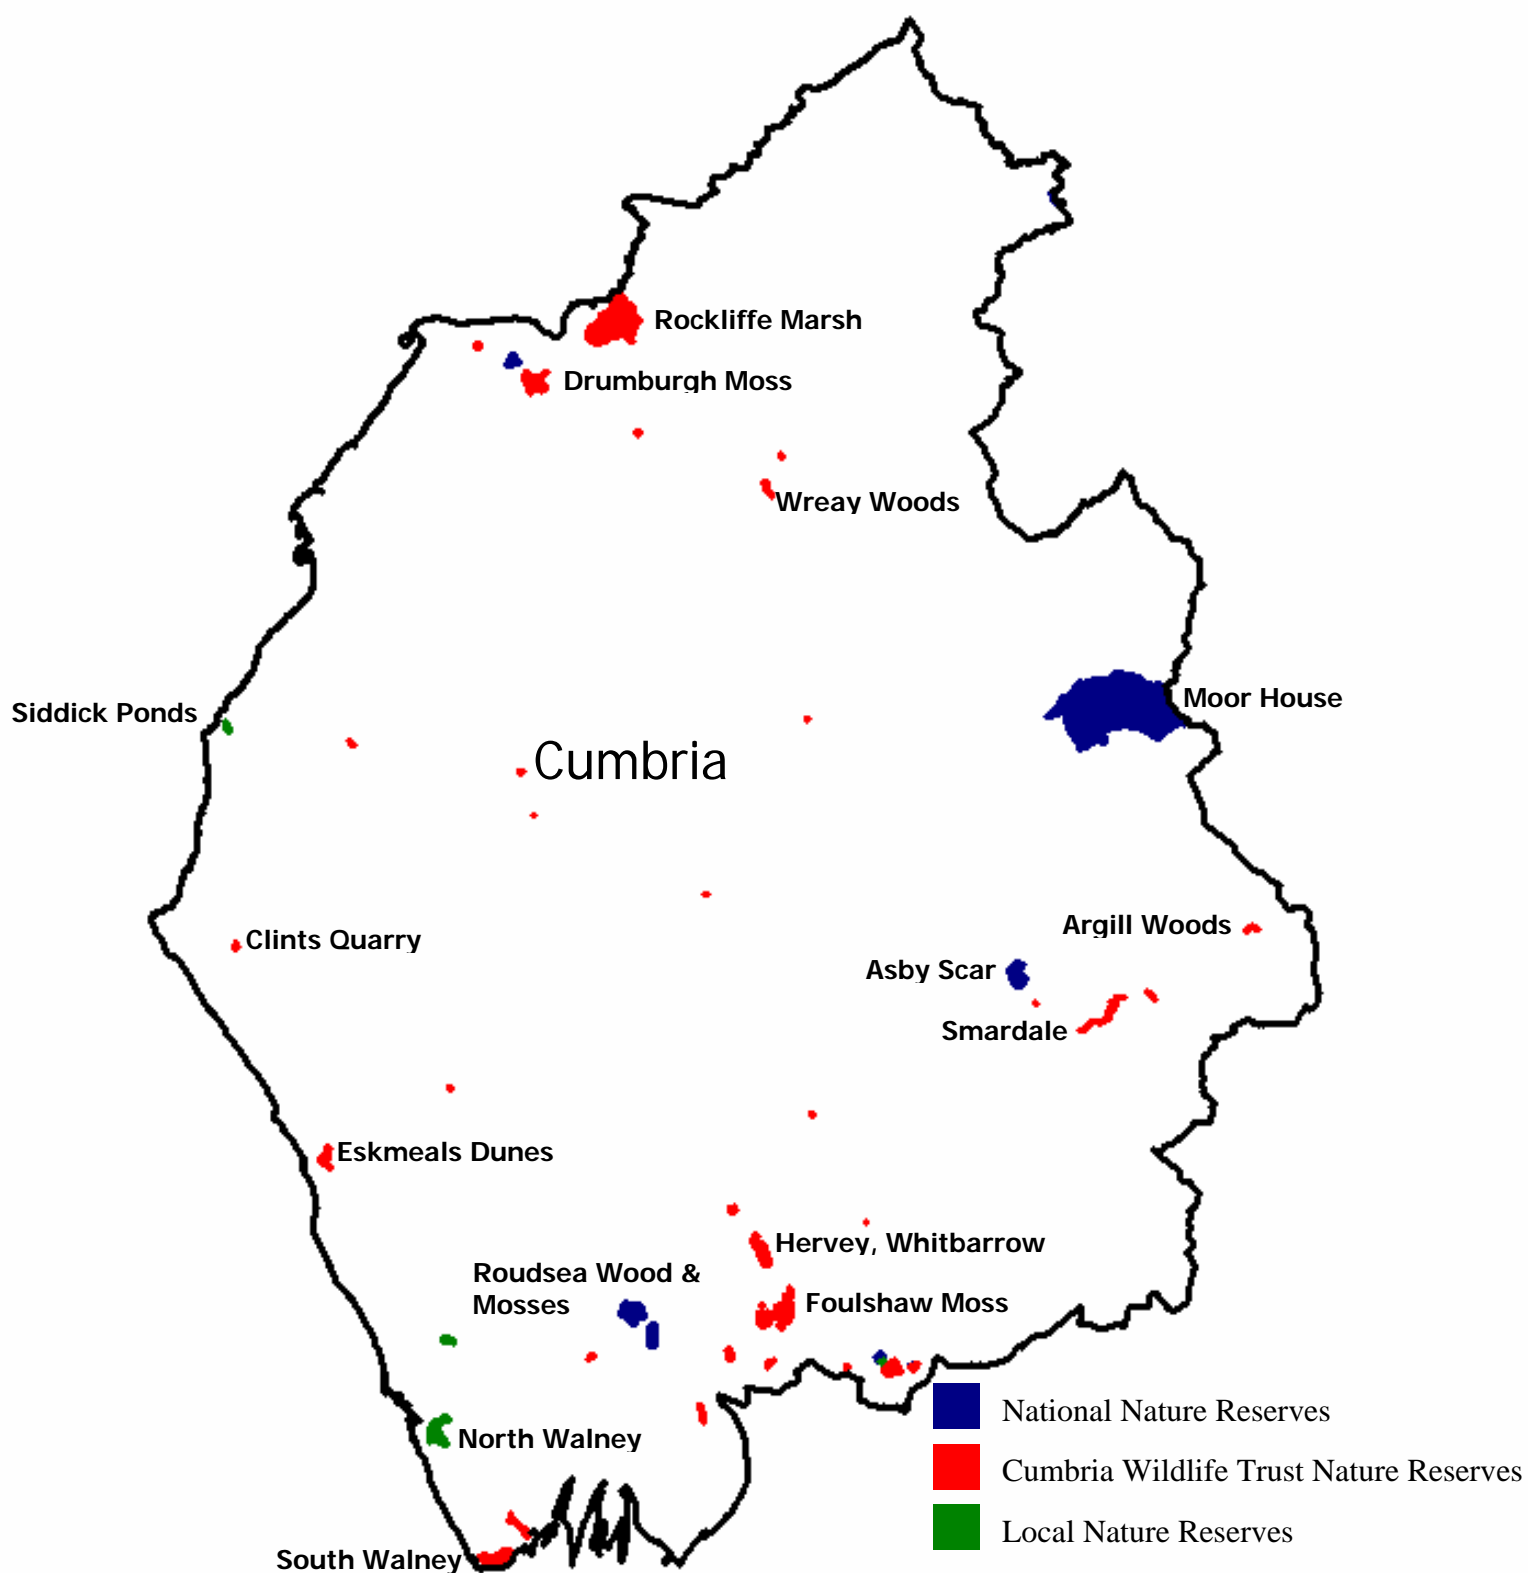 Rockliffe Marsh
Drumburgh Moss
Wreay Woods
Moor House
Siddick Ponds
Cumbria
Argill Woods
Clints Quarry
Asby Scar
Smardale
Eskmeals Dunes
Hervey, Whitbarrow
Roudsea Wood &
Mosses
Foulshaw Moss
North Walney
South Walney
National Nature Reserves
Cumbria Wildlife Trust Nature Reserves
Local Nature Reserves